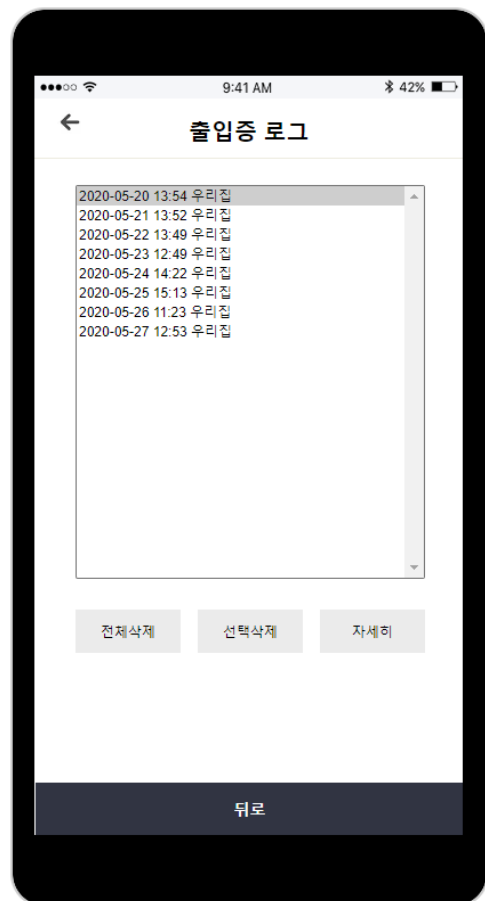 9:41 AM 42%
출입증 로그
2020-05-20 13:54 우리집
2020-05-21 13:52 우리집
2020-05-22 13:49 우리집
2020-05-23 12:49 우리집
2020-05-24 14:22 우리집
2020-05-25 15:13 우리집
2020-05-26 11:23 우리집
2020-05-27 12:53 우리집
전체삭제 선택삭제 자세히
뒤로